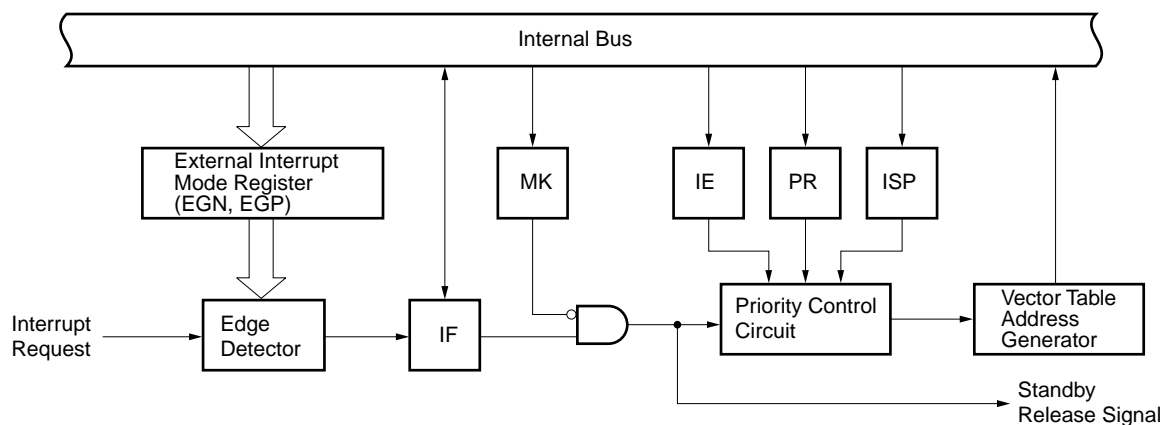 Internal Bus
External Interrupt
Mode Register
(EGN, EGP)
MK
IE
PR
ISP
Interrupt
Request
Edge
Detector
IF
Priority Control
Circuit
Vector Table
Address
Generator
Standby
Release Signal